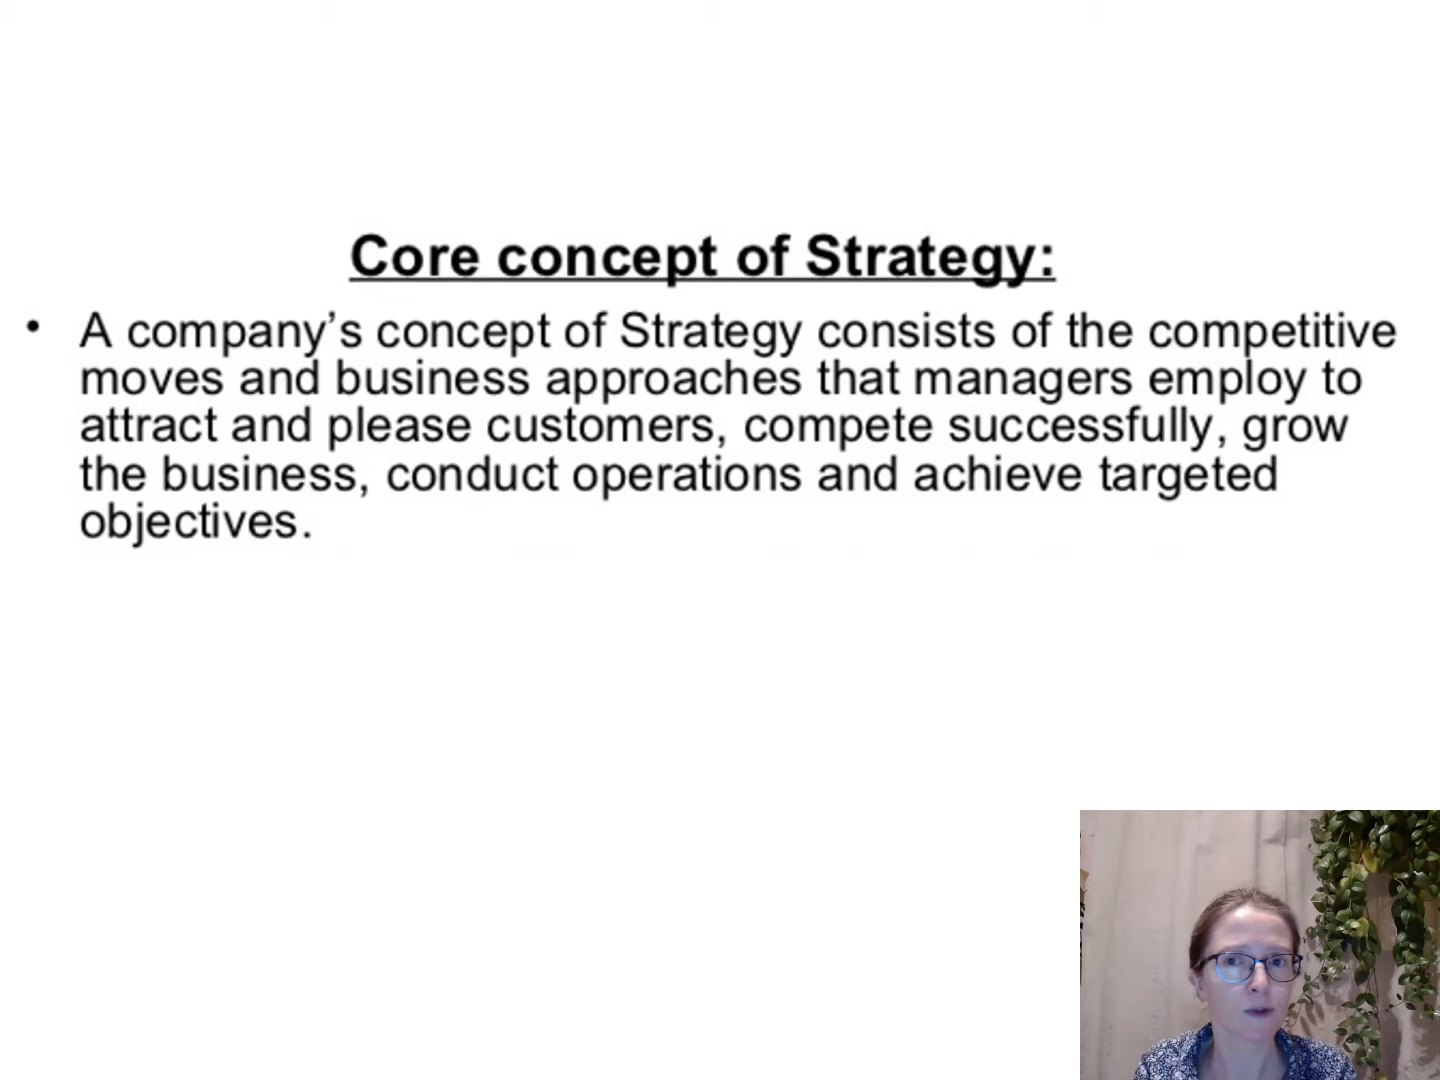 Core concept of Strategy:
• A company’s concept of Strategy consists of the competitive
moves and business approaches that managers employ to
attract and please customers, compete successfully, grow
the business, conduct operations and achieve targeted
objectives.